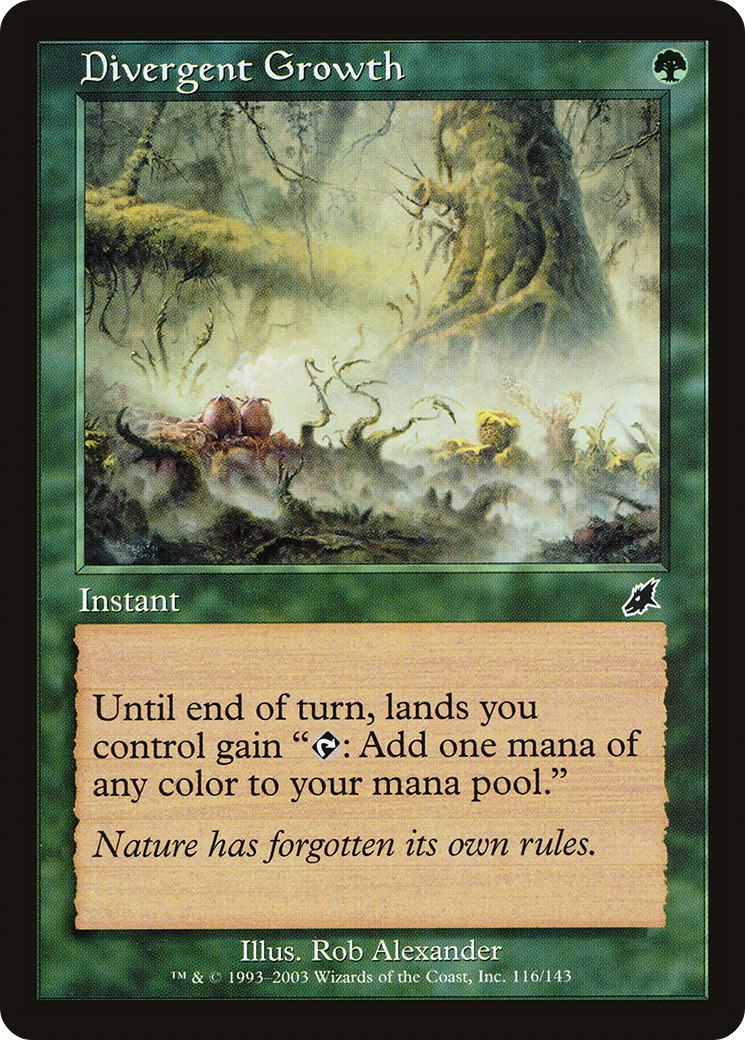 Divergent Growth
Instant
Until end of turn, lands you
control gain “: Add one mana of
any color to your mana pool.”
Nature has forgotten its own rules.
Illus. Rob Alexander
™ & © 1993–2003 Wizards of the Coast, Inc. 116/143